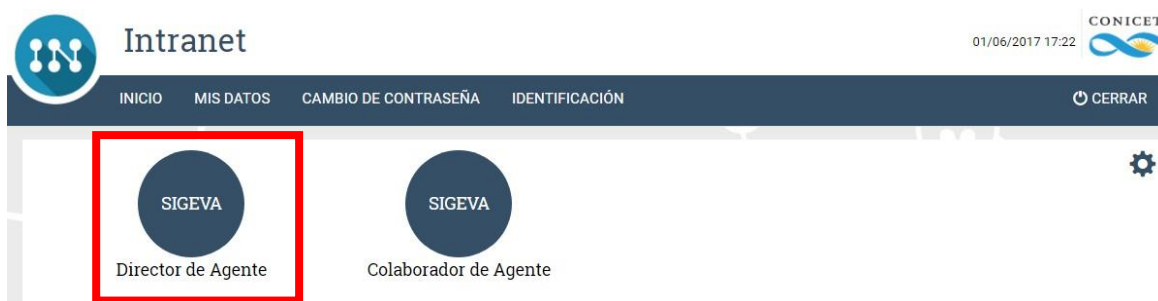 Intranet
01/06/2017 17:22
CONICET
INICIO MIS DATOS CAMBIO DE CONTRASEÑA IDENTIFICACIÓN CERRAR
SIGEVA SIGEVA
Director de Agente Colaborador de Agente